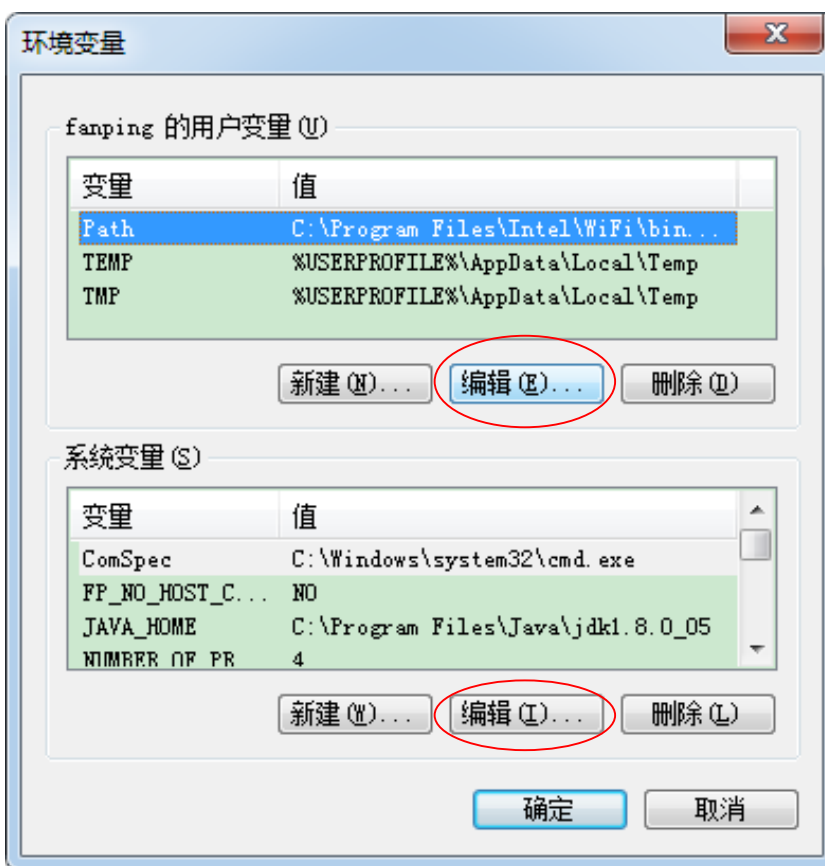 环境变量
fanping 的用户变量(U)
变量 值
Path C:\Program Files\Intel\WiFi\bin...
TEMP %USERPROFILE%\AppData\Local\Temp
TMP %USERPROFILE%\AppData\Local\Temp
新建(N)... 编辑(E)... 删除(D)
系统变量(S)
变量 值
ComSpec C:\Windows\system32\cmd.exe
FP_NO_HOST_C... NO
JAVA_HOME C:\Program Files\Java\jdk1.8.0_05
NUMBER_OF_PR 4
新建(W)... 编辑(I)... 删除(L)
确定 取消